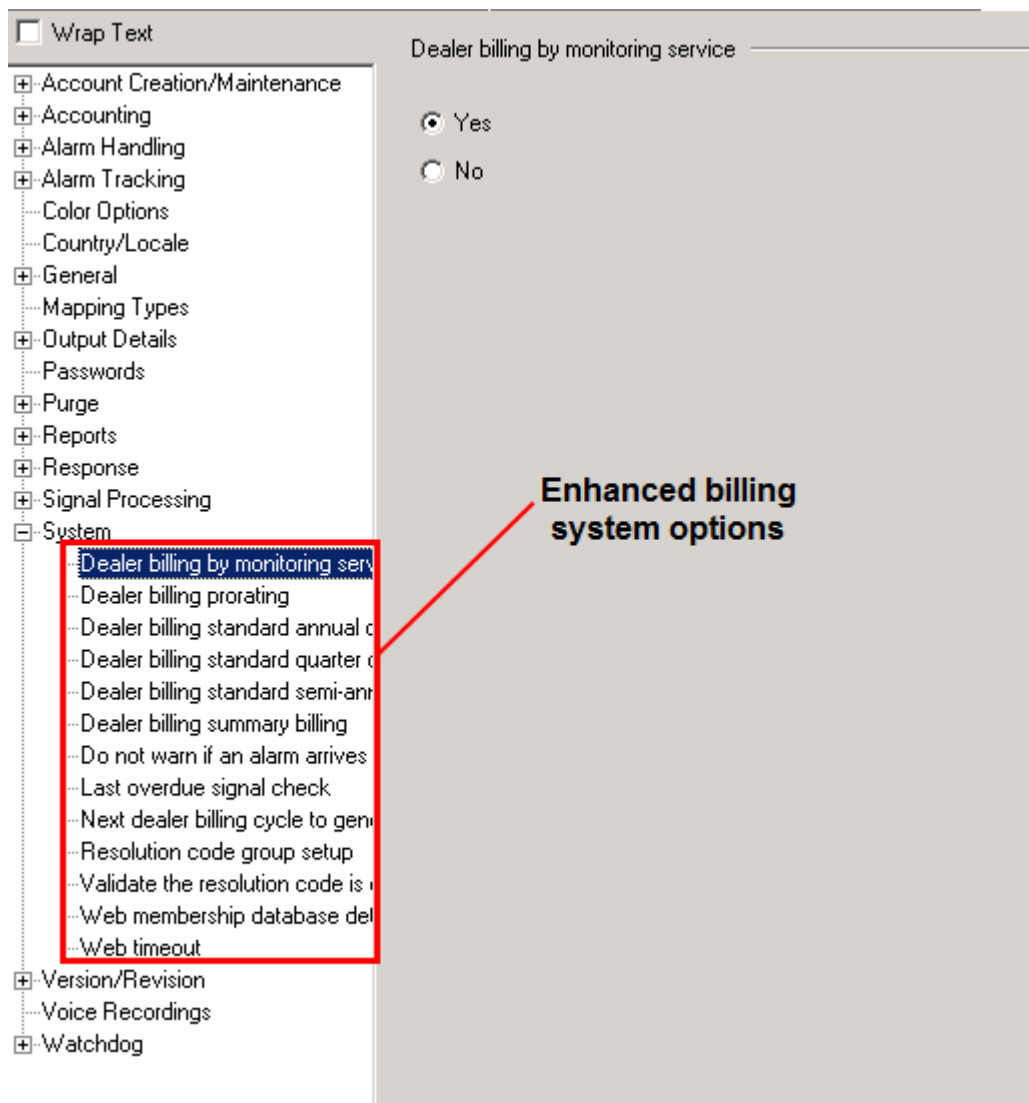 Wrap Text
Account Creation/Maintenance
Accounting
Alarm Handling
Alarm Tracking
Color Options
Country/Locale
General
Mapping Types
Output Details
Passwords
Purge
Reports
Response
Signal Processing
System
Dealer billing by monitoring serv
Dealer billing prorating
Dealer billing standard annual
Dealer billing standard quarter
Dealer billing standard semi-ann
Dealer billing summary billing
Do not warn if an alarm arrives
Last overdue signal check
Next dealer billing cycle to gen
Resolution code group setup
Validate the resolution code is
Web membership database det
Web timeout
Version/Revision
Voice Recordings
Watchdog
Dealer billing by monitoring service
Yes
No
Enhanced billing
system options